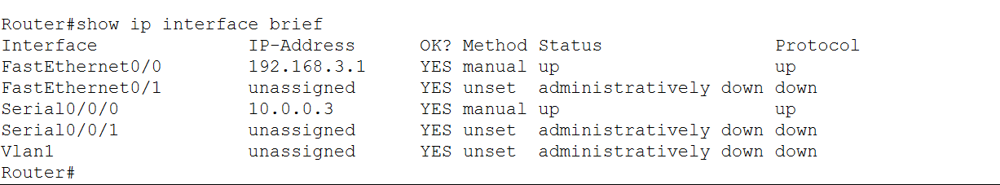 Router#show ip interface brief
Interface IP-Address OK? Method Status Protocol
FastEthernet0/0 192.168.3.1 YES manual up up
FastEthernet0/1 unassigned YES unset administratively down down
Serial0/0/0 10.0.0.3 YES manual up up
Serial0/0/1 unassigned YES unset administratively down down
Vlan1 unassigned YES unset administratively down down
Router#